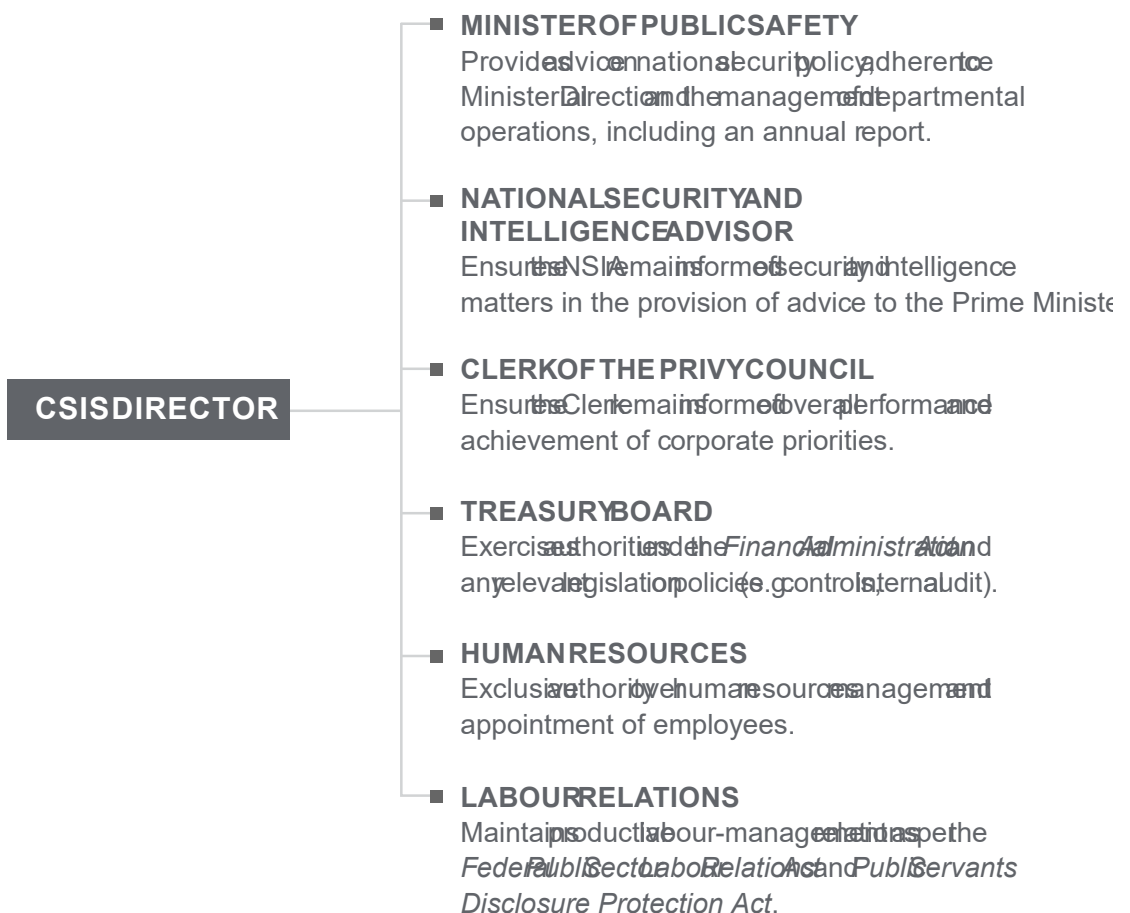 MINISTER OF PUBLIC SAFETY
Provides advice on national security policy, adherence to
Ministerial Direction and the management of departmental
operations, including an annual report.
NATIONAL SECURITY AND
INTELLIGENCE ADVISOR
Ensures the NSIA remains informed of security and intelligence
matters in the provision of advice to the Prime Ministe
CLERK OF THE PRIVY COUNCIL
Ensures the Clerk remains informed of overall performance and
achievement of corporate priorities.
CSIS DIRECTOR
TREASURY BOARD
Exercises authorities under the Financial Administration Act and
any relevant legislation policies (e.g. controls, internal audit).
HUMAN RESOURCES
Exclusive authority over human resources management and
appointment of employees.
LABOUR RELATIONS
Maintains productive labour-management relations as per the
Federal Public Sector Labour Relations Act and Public Servants
Disclosure Protection Act.